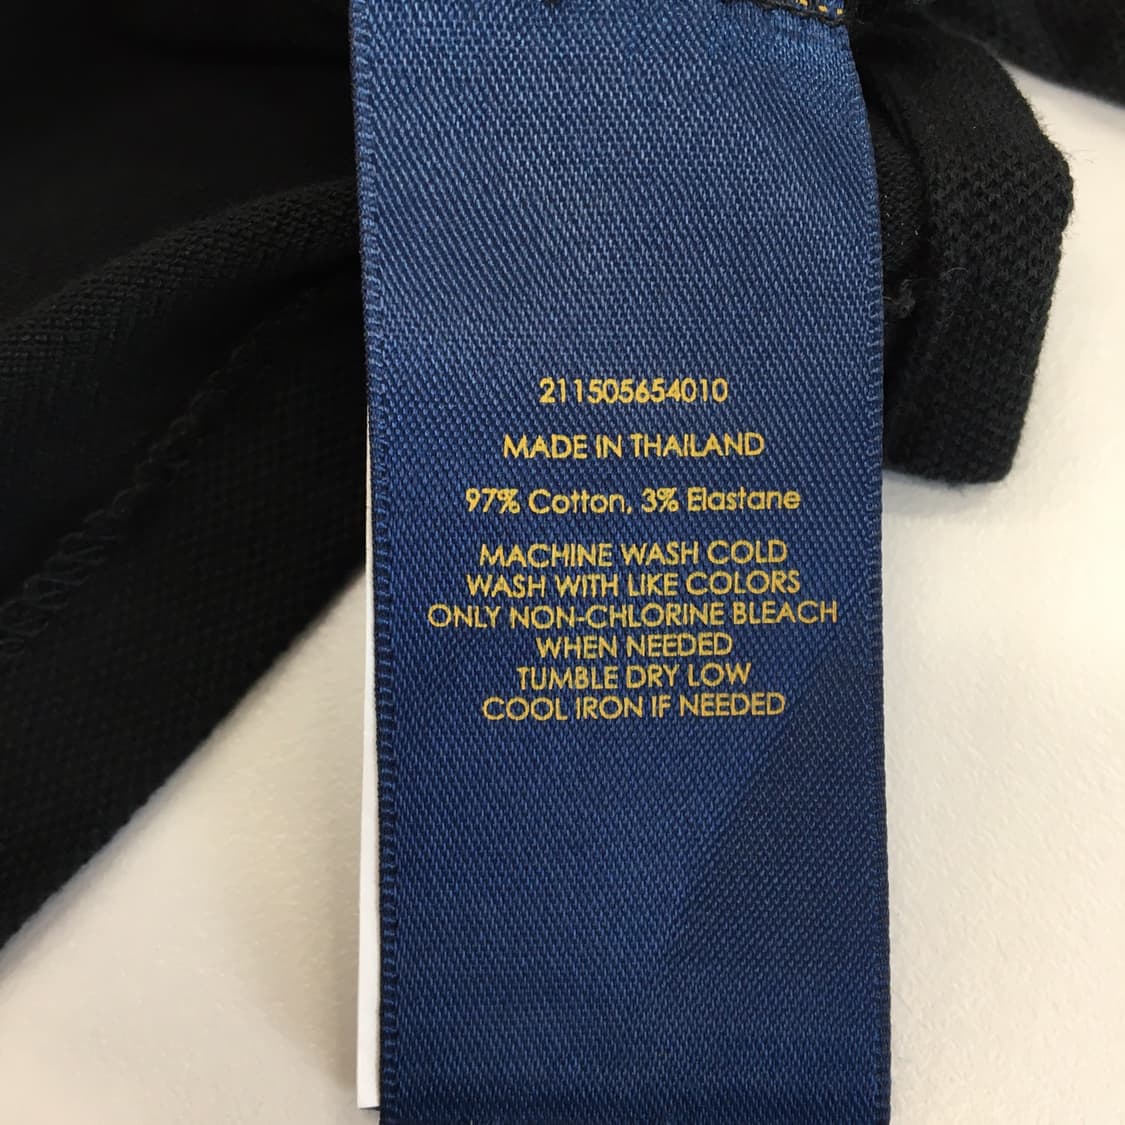 211505654010
MADE IN THAILAND
97% Cotton, 3% Elastane
MACHINE WASH COLD
WASH WITH LIKE COLORS
ONLY NON-CHLORINE BLEACH
WHEN NEEDED
TUMBLE DRY LOW
COOL IRON IF NEEDED